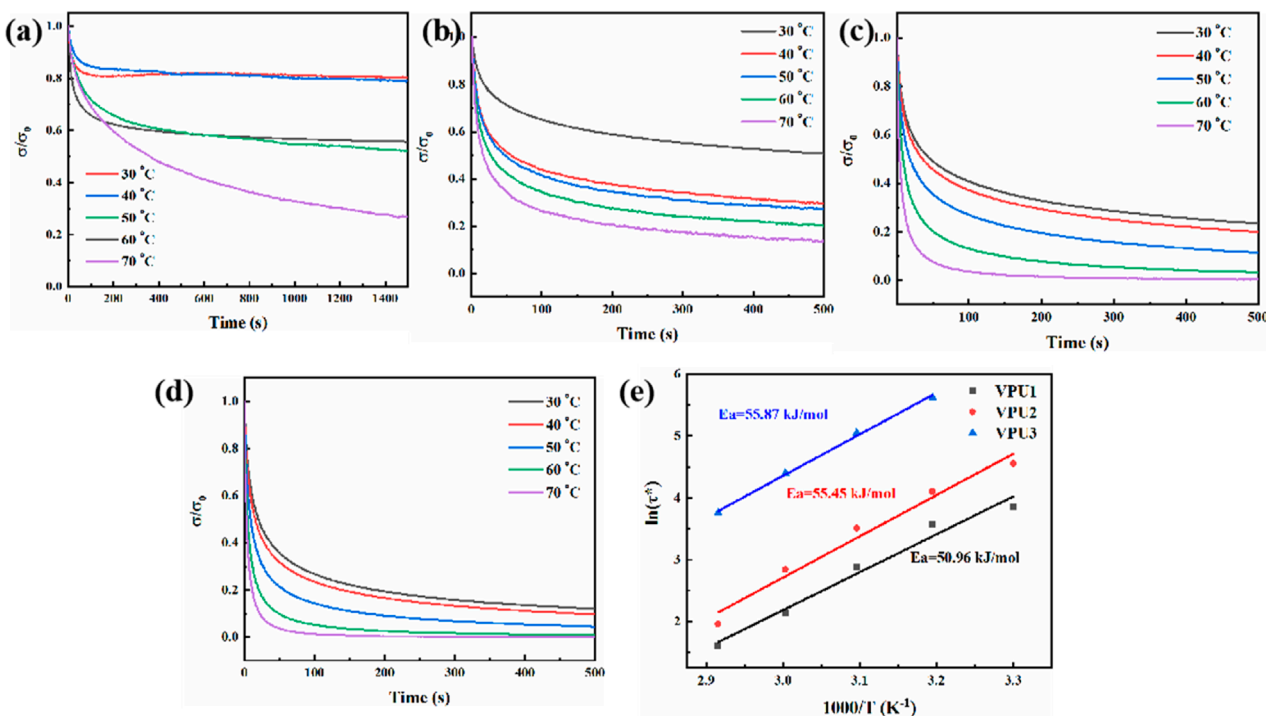 (a)
1.0
0.8
0.6
0.4
0.2
0.0
σ/σ₀
30 °C
40 °C
50 °C
60 °C
70 °C
0 200 400 600 800 1000 1200 1400
Time (s)
(b)
1.0
0.8
0.6
0.4
0.2
0.0
σ/σ₀
30 °C
40 °C
50 °C
60 °C
70 °C
0 100 200 300 400 500
Time (s)
(c)
1.0
0.8
0.6
0.4
0.2
0.0
σ/σ₀
30 °C
40 °C
50 °C
60 °C
70 °C
100 200 300 400 500
Time (s)
(d)
1.0
0.8
0.6
0.4
0.2
0.0
σ/σ₀
30 °C
40 °C
50 °C
60 °C
70 °C
0 100 200 300 400 500
Time (s)
(e)
6
5
4
3
2
ln(τ*)
VPU1
VPU2
VPU3
Ea=55.87 kJ/mol
Ea=55.45 kJ/mol
Ea=50.96 kJ/mol
2.9 3.0 3.1 3.2 3.3
1000/T (K⁻¹)